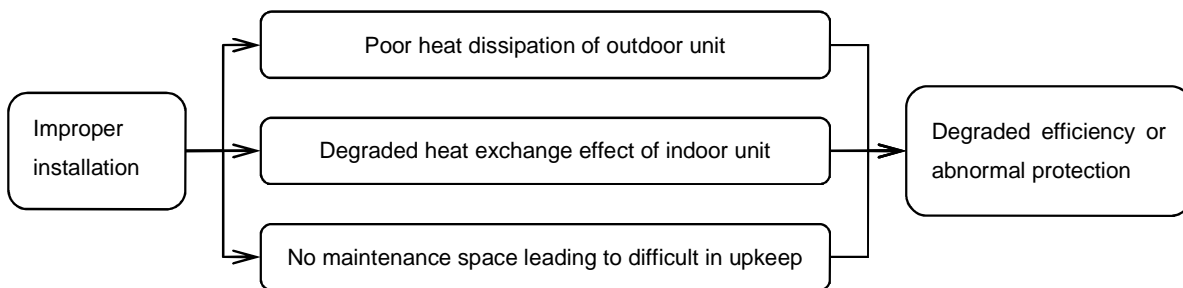 Poor heat dissipation of outdoor unit
Improper
installation
Degraded heat exchange effect of indoor unit
Degraded efficiency or
abnormal protection
No maintenance space leading to difficult in upkeep